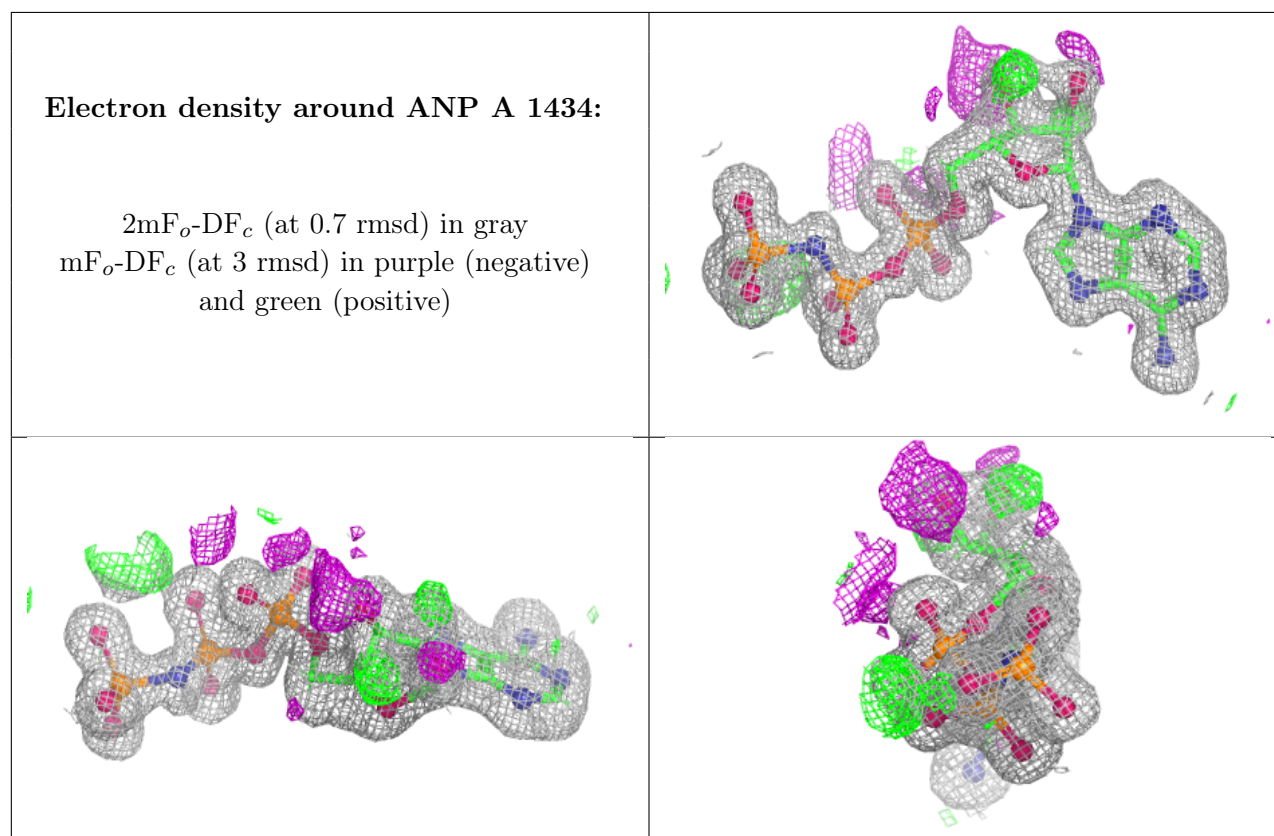 Electron density around ANP A 1434:
2mFo-DFc (at 0.7 rmsd) in gray
mFo-DFc (at 3 rmsd) in purple (negative)
and green (positive)